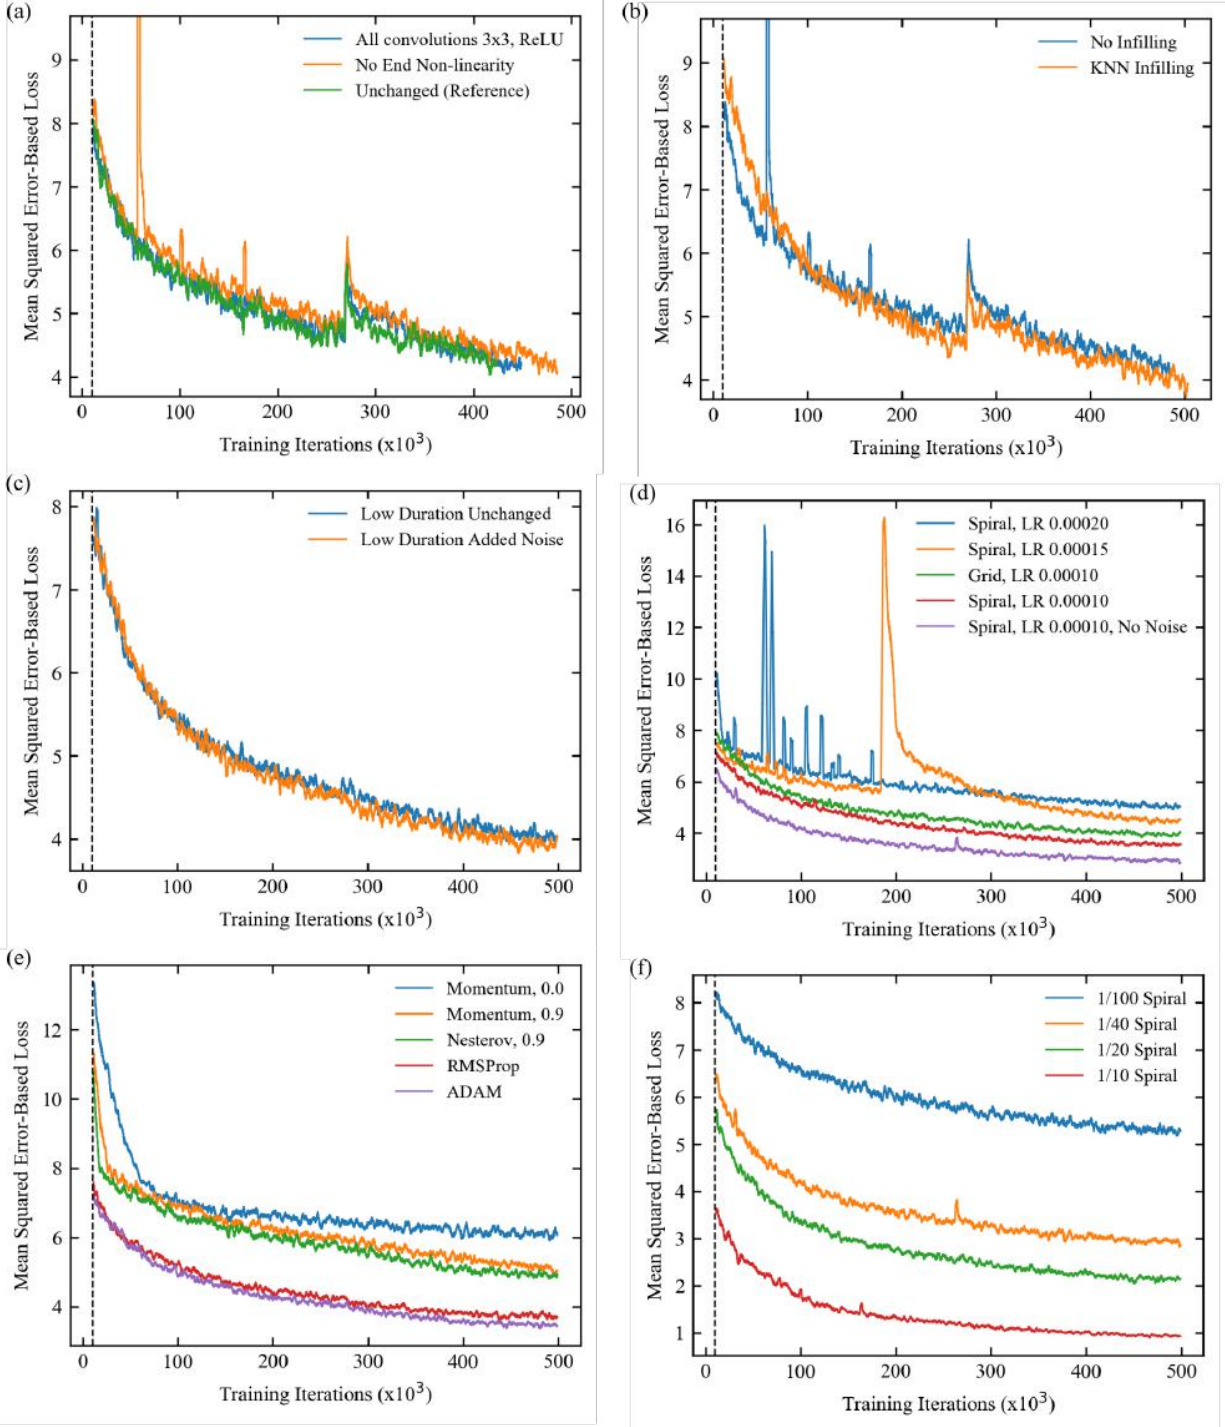 (a)
9
8
7
6
5
4
Mean Squared Error-Based Loss
All convolutions 3x3, ReLU
No End Non-linearity
Unchanged (Reference)
0 100 200 300 400 500
Training Iterations (x10³)
(b)
9
8
7
6
5
4
Mean Squared Error-Based Loss
No Infilling
KNN Infilling
0 100 200 300 400 500
Training Iterations (x10³)
(c)
8
7
6
5
4
Mean Squared Error-Based Loss
Low Duration Unchanged
Low Duration Added Noise
0 100 200 300 400 500
Training Iterations (x10³)
(d)
16
14
12
10
8
6
4
Mean Squared Error-Based Loss
Spiral, LR 0.00020
Spiral, LR 0.00015
Grid, LR 0.00010
Spiral, LR 0.00010
Spiral, LR 0.00010, No Noise
0 100 200 300 400 500
Training Iterations (x10³)
(e)
12
10
8
6
4
Mean Squared Error-Based Loss
Momentum, 0.0
Momentum, 0.9
Nesterov, 0.9
RMSProp
ADAM
0 100 200 300 400 500
Training Iterations (x10³)
(f)
8
7
6
5
4
3
2
1
Mean Squared Error-Based Loss
1/100 Spiral
1/40 Spiral
1/20 Spiral
1/10 Spiral
0 100 200 300 400 500
Training Iterations (x10³)